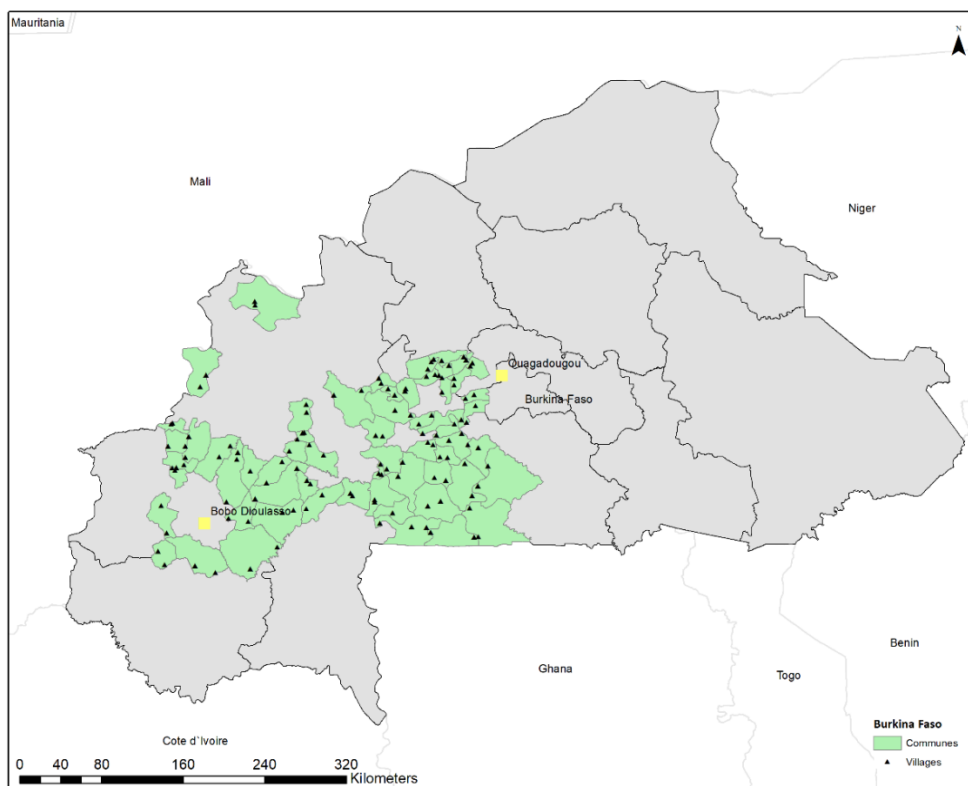 Mauritania
N
Mali
Niger
Ouagadougou
Burkina Faso
Bobo Dioulasso
Benin
Ghana
Togo
Cote d`Ivoire
Burkina Faso
Communes
Villages
0 40 80 160 240 320
Kilometers